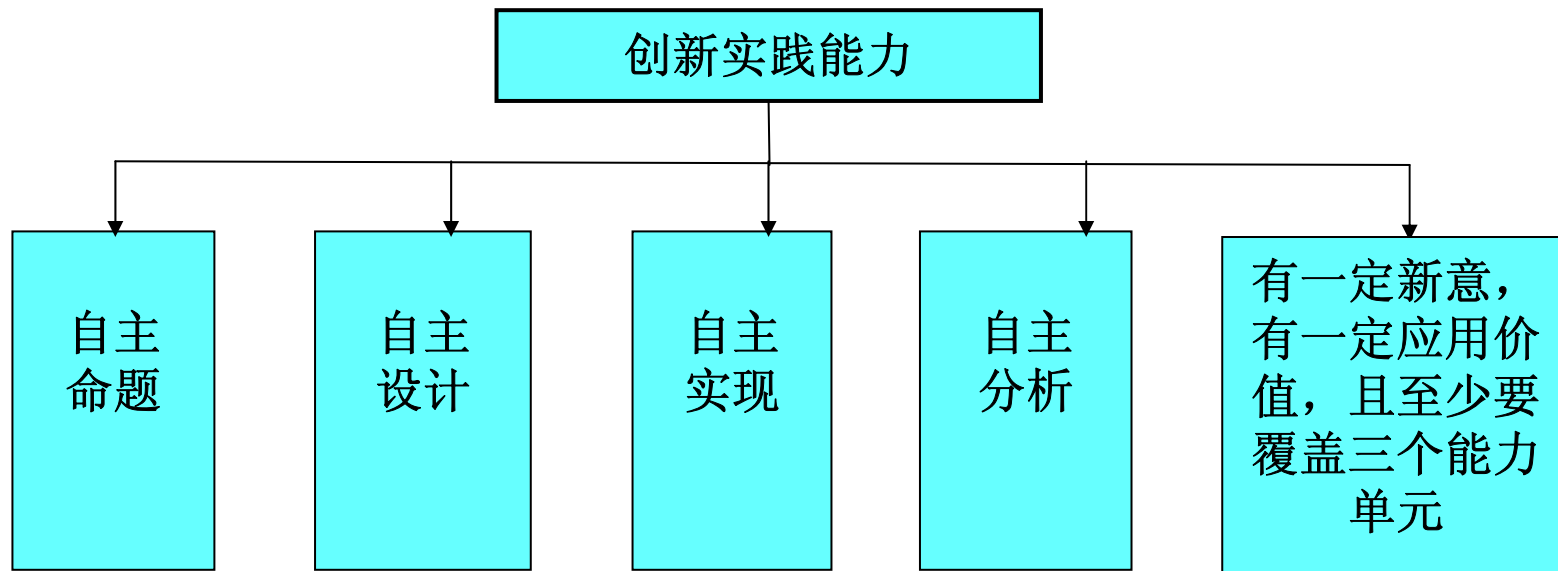 创新实践能力
自主
命题
自主
设计
自主
实现
自主
分析
有一定新意，
有一定应用价
值，且至少要
覆盖三个能力
单元